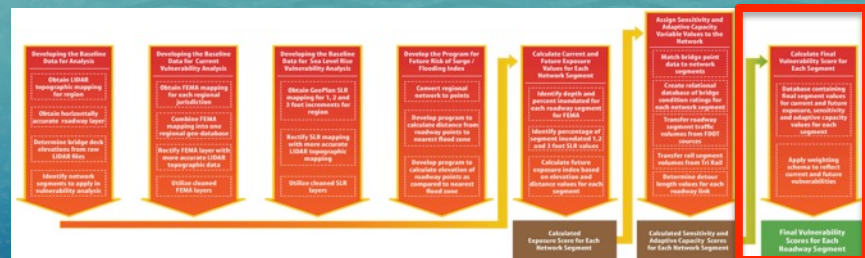 Developing the Baseline
Data for Analysis
Obtain LIDAR
topographic mapping
for region
Obtain horizontally
accurate roadway layer
Determine bridge deck
elevations from raw
LIDAR files
Identify network
segments to apply in
vulnerability analysis
Developing the Baseline
Data for Current
Vulnerability Analysis
Obtain FEMA mapping
for each regional
jurisdiction
Combine FEMA
mapping into one
regional geo-database
Rectify FEMA layer with
more accurate LIDAR
topographic data
Utilize cleaned
FEMA layers
Developing the Baseline
Data for Sea Level Rise
Vulnerability Analysis
Obtain GeoPlan SLR
mapping for 1, 2 and
3 foot increments for
region
Rectify SLR mapping
with more accurate
LIDAR topographic
mapping
Utilize cleaned SLR
layers
Develop the Program for
Future Risk of Surge /
Flooding Index
Convert regional
network to points
Develop program to
calculate distance from
roadway points to
nearest flood zone
Develop program to
calculate elevation of
roadway points as
compared to nearest
flood zone
Calculate Current and
Future Exposure
Values for Each
Network Segment
Identify depth and
percent inundated for
each roadway segment
for FEMA
Identify percentage of
segment inundated 1,2
and 3 foot SLR values
Calculate future
exposure index based
on elevation and
distance values for each
segment
Calculated
Exposure Score for Each
Network Segment
Assign Sensitivity and
Adaptive Capacity
Variable Values to the
Network
Match bridge point
data to network
segments
Create relational
database of bridge
condition ratings for
each network segment
Transfer roadway
segment traffic
volumes from FDOT
sources
Transfer rail segment
volumes from Tri Rail
Determine detour
length values for each
roadway link
Calculated Sensitivity and
Adaptive Capacity Scores
for Each Network Segment
Calculate Final
Vulnerability Score for
Each Segment
Database containing
final segment values
for current and future
exposure, sensitivity
and adaptive capacity
values for each
segment
Apply weighting
schema to reflect
current and future
vulnerabilities
Final Vulnerability
Scores for Each
Roadway Segment